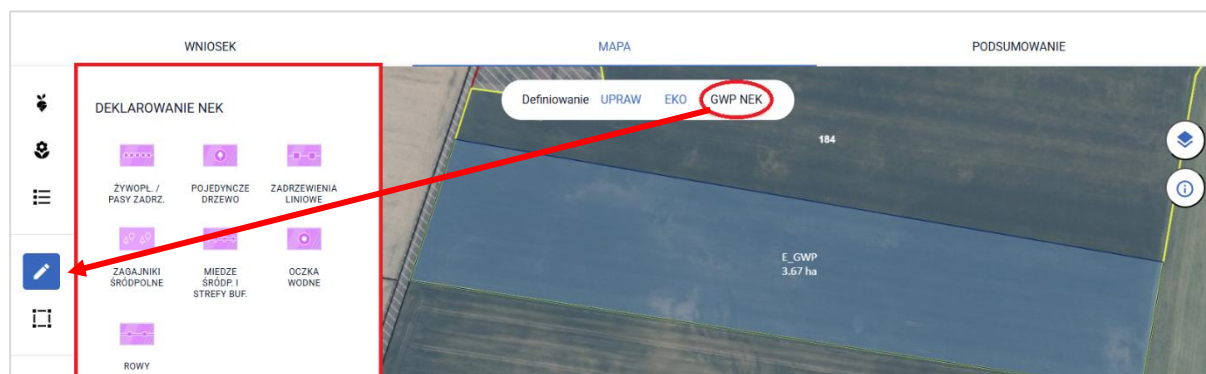 WNIOSEK
MAPA
PODSUMOWANIE
DEKLAROWANIE NEK
Definiowanie UPRAW EKO GWP NEK
184
ŻYWOPŁ. /
PASY ZADRZ.
POJEDYNCZE
DRZEWO
ZADRZEWIENIA
LINIOWE
ZAGAJNIKI
ŚRÓDPOLNE
MIEDZE
ŚRÓDP. I
STREFY BUF.
OCZKA
WODNE
ROWY
E_GWP
3.67 ha